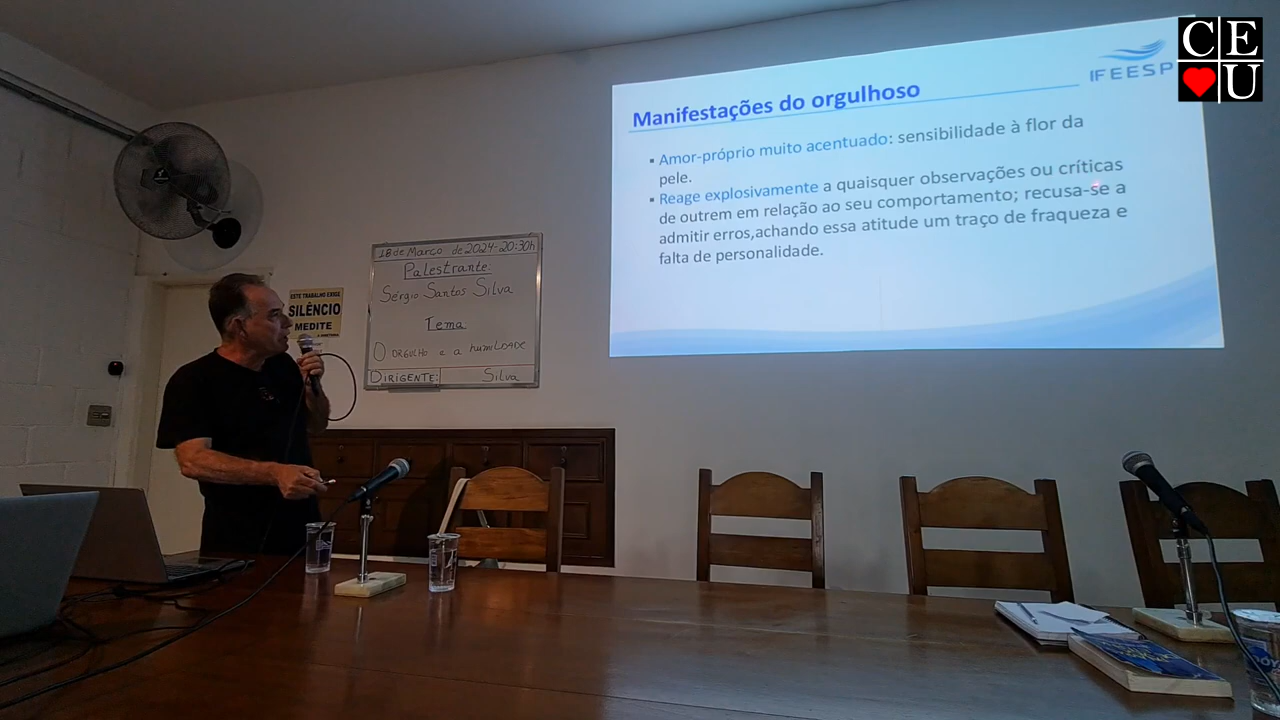 CE
U
IFEESP
Manifestações do orgulhoso
▪ Amor-próprio muito acentuado: sensibilidade à flor da
pele.
▪ Reage explosivamente a quaisquer observações ou críticas
de outrem em relação ao seu comportamento; recusa-se a
admitir erros,achando essa atitude um traço de fraqueza e
falta de personalidade.
18 de Março de 2024-20:30h
Palestrante:
Sérgio Santos Silva
Tema
O ORGULHO e a humiLDADE
DIRIGENTE: Silva
ESTE TRABALHO EXIGE
SILÊNCIO
MEDITE